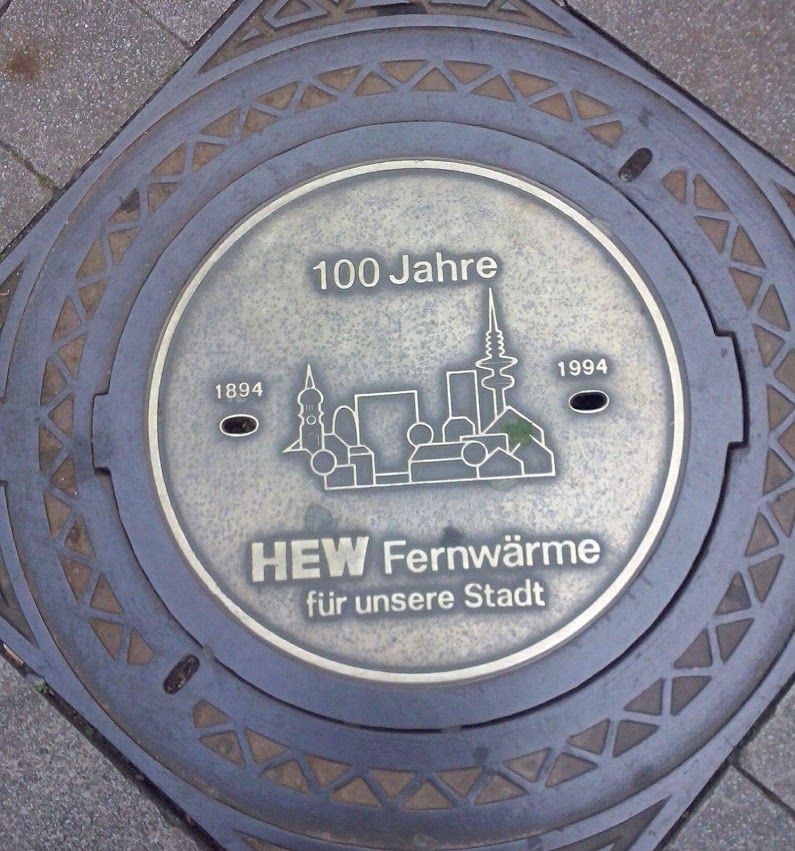 100 Jahre
1894
1994
HEW Fernwärme
für unsere Stadt